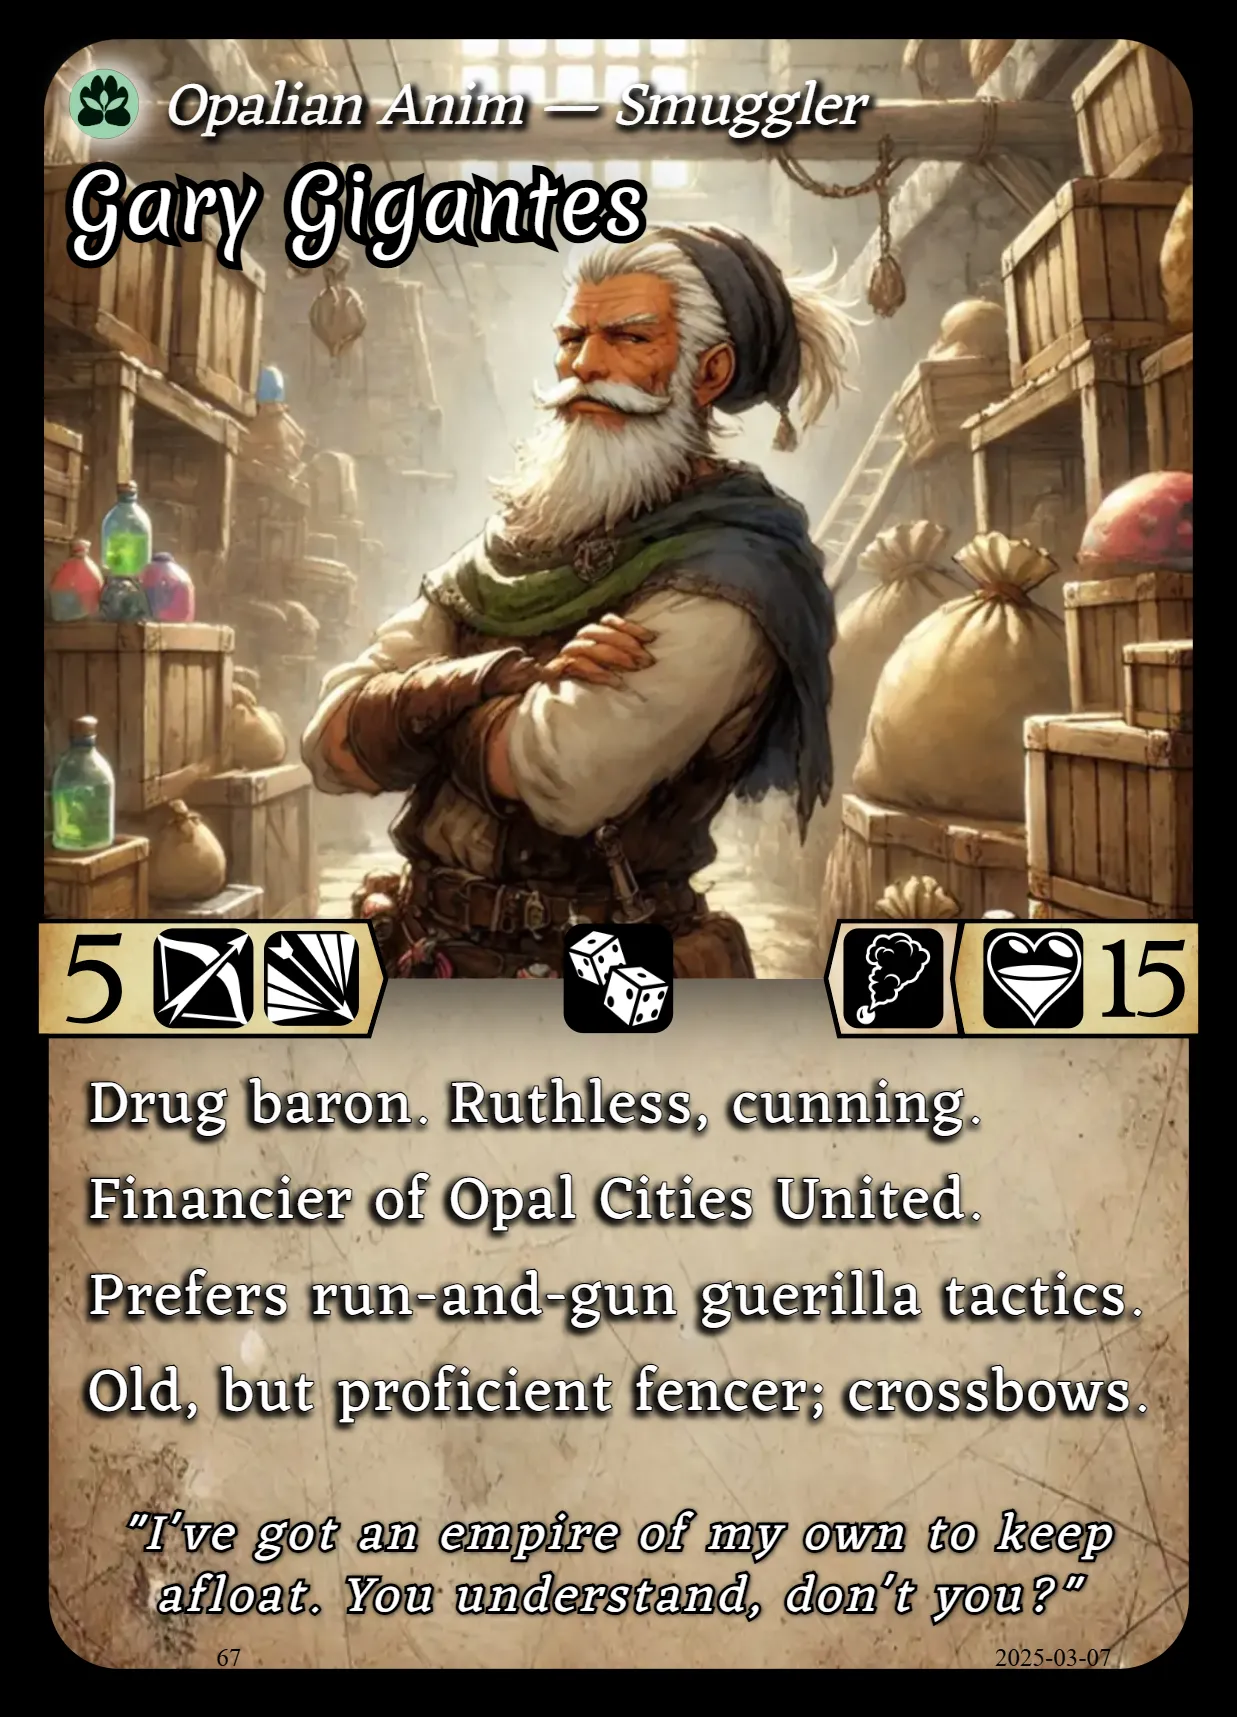 Opalian Anim — Smuggler
Gary Gigantes
5
15
Drug baron. Ruthless, cunning.
Financier of Opal Cities United.
Prefers run-and-gun guerilla tactics.
Old, but proficient fencer; crossbows.
"I've got an empire of my own to keep
afloat. You understand, don't you?"
67 2025-03-07